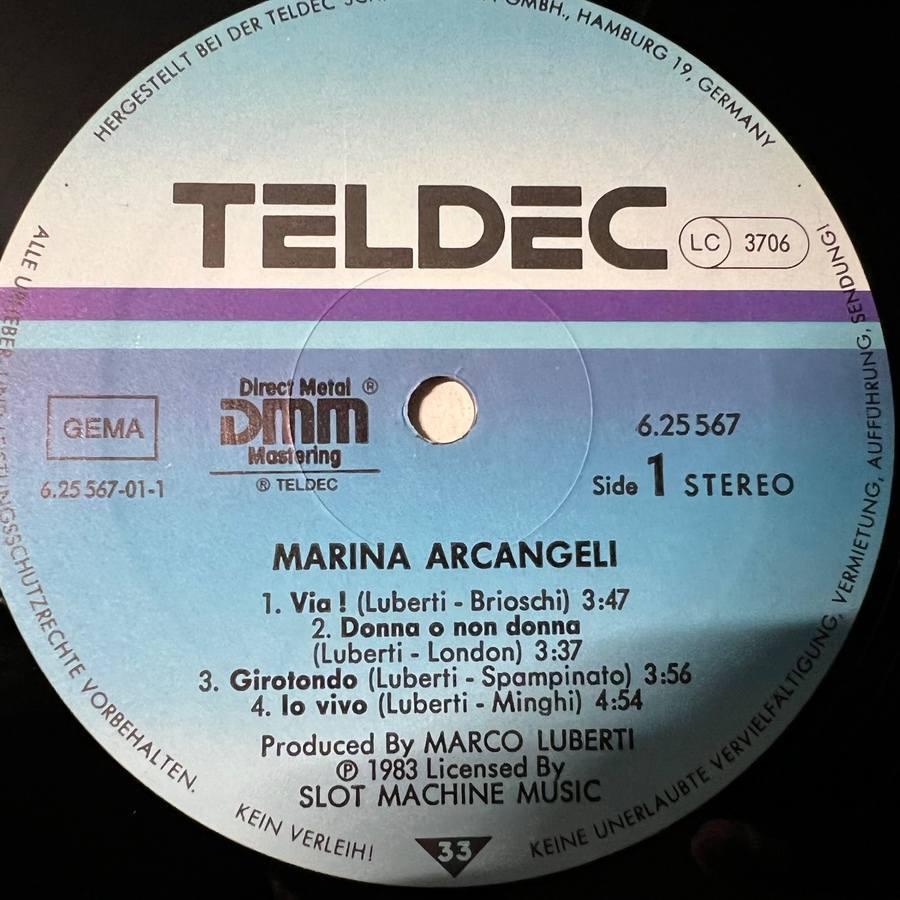 HERGESTELLT BEI DER TELDEC GMBH., HAMBURG 19, GERMANY
TELDEC
LC 3706
Direct Metal ®
DMM
Mastering
® TELDEC
GEMA
6.25 567-01-1
6.25 567
Side 1 STEREO
MARINA ARCANGELI
1. Via ! (Luberti - Brioschi) 3:47
2. Donna o non donna
(Luberti - London) 3:37
3. Girotondo (Luberti - Spampinato) 3:56
4. Io vivo (Luberti - Minghi) 4:54
Produced By MARCO LUBERTI
℗ 1983 Licensed By
SLOT MACHINE MUSIC
33
ALLE VORBEHALTEN.
KEIN VERLEIH!
KEINE UNERLAUBTE VERVIELFÄLTIGUNG, VERMIETUNG, AUFFÜHRUNG, SENDUNG!